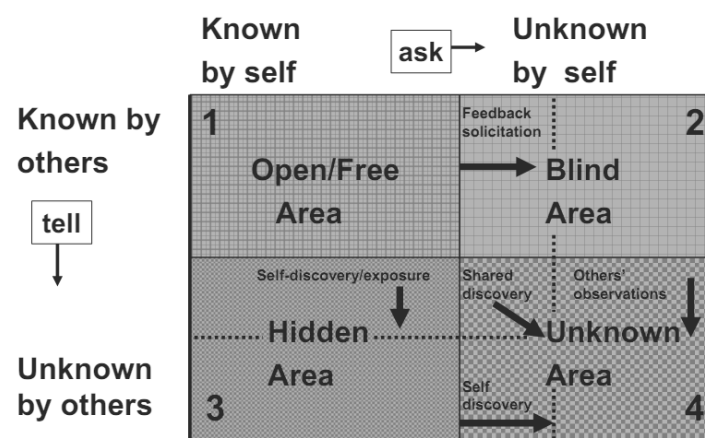 Known
by self
ask
Unknown
by self
Known by
others
tell
Unknown
by others
1
Open/Free
Area
Feedback
solicitation
2
Blind
Area
Self-discovery/exposure
Hidden
Area
3
Shared
discovery
Others'
observations
Unknown
Area
Self
discovery
4